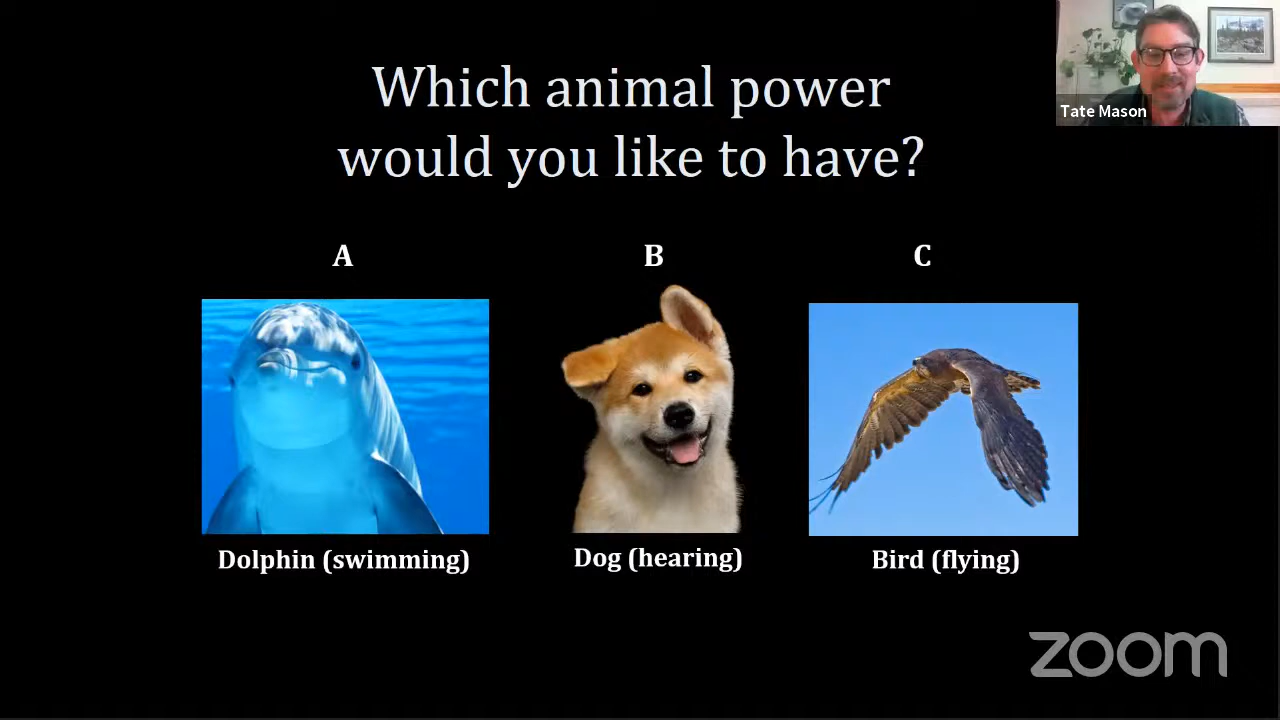 Which animal power
would you like to have?
Tate Mason
A
B
C
Dolphin (swimming)
Dog (hearing)
Bird (flying)
zoom